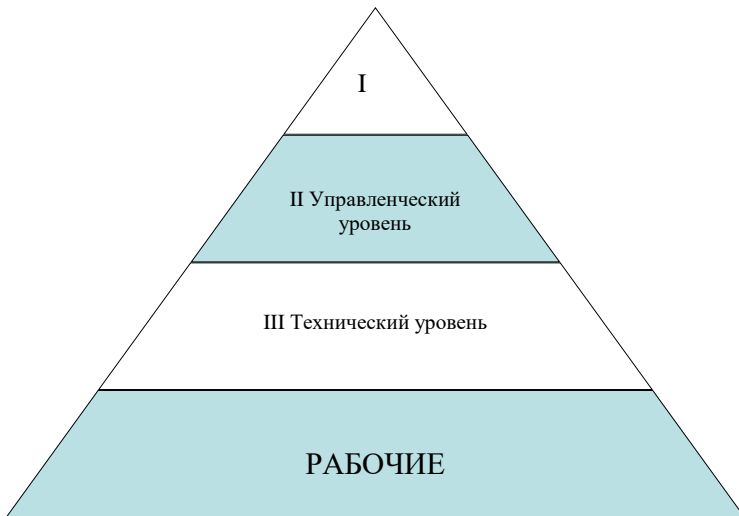 I
II Управленческий
уровень
III Технический уровень
РАБОЧИЕ